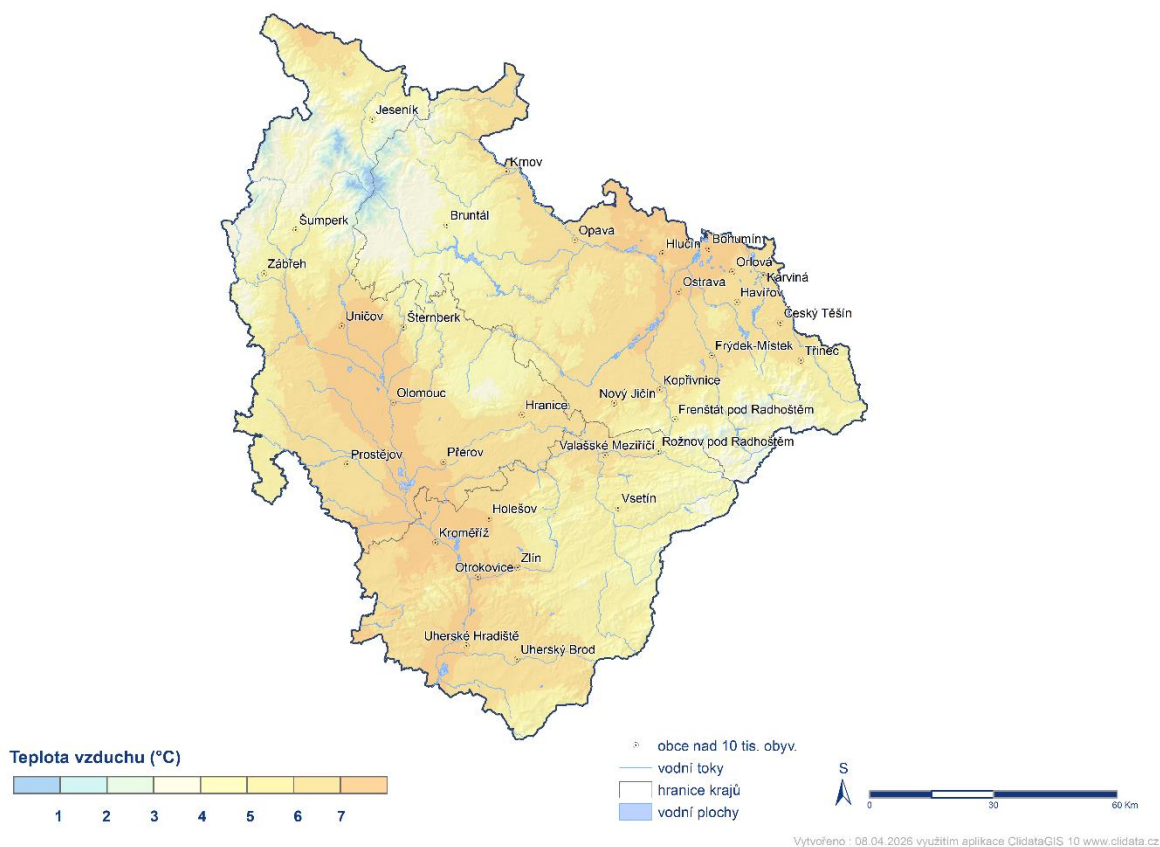 Jeseník
Krnov
Šumperk
Bruntál
Opava
Hlučín
Bohumín
Zábřeh
Orlová
Karviná
Ostrava
Havířov
Uničov
Šternberk
Český Těšín
Frýdek-Místek
Třinec
Olomouc
Kopřivnice
Nový Jičín
Hranice
Frenštát pod Radhoštěm
Valašské Meziříčí
Rožnov pod Radhoštěm
Prostějov
Přerov
Vsetín
Holešov
Kroměříž
Zlín
Otrokovice
Uherské Hradiště
Uherský Brod
Teplota vzduchu (°C)
1 2 3 4 5 6 7
obce nad 10 tis. obyv.
vodní toky
hranice krajů
vodní plochy
S
0 30 60 Km
Vytvořeno : 08.04.2026 využitím aplikace ClidataGIS 10 www.clidata.cz